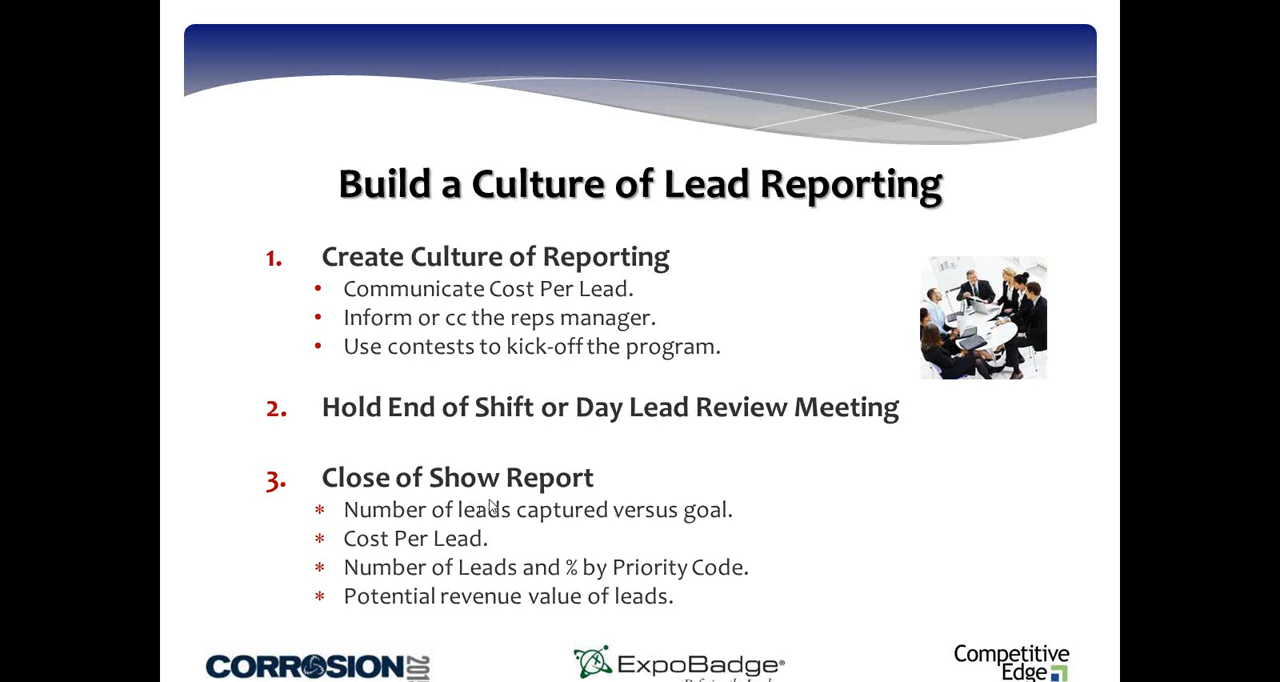 Build a Culture of Lead Reporting
1. Create Culture of Reporting
• Communicate Cost Per Lead.
• Inform or cc the reps manager.
• Use contests to kick-off the program.
2. Hold End of Shift or Day Lead Review Meeting
3. Close of Show Report
* Number of leads captured versus goal.
* Cost Per Lead.
* Number of Leads and % by Priority Code.
* Potential revenue value of leads.
CORROSION
ExpoBadge®
Competitive
Edge